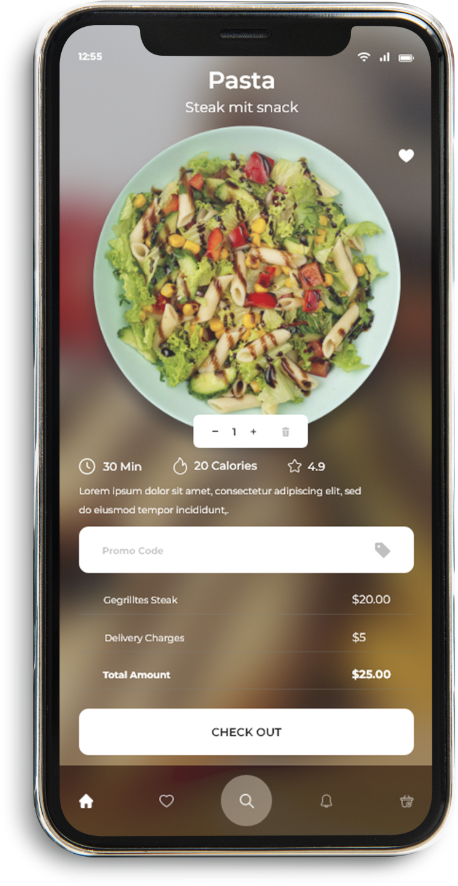 12:55
Pasta
Steak mit snack
− 1 +
30 Min 20 Calories 4.9
Lorem ipsum dolor sit amet, consectetur adipiscing elit, sed
do eiusmod tempor incididunt,.
Promo Code
Gegrilltes Steak $20.00
Delivery Charges $5
Total Amount $25.00
CHECK OUT